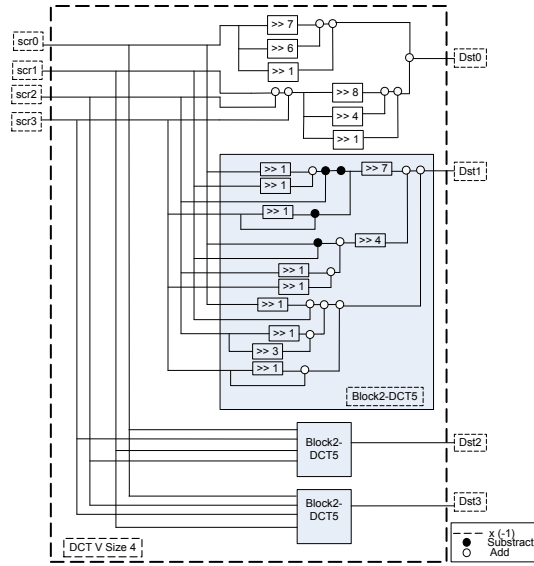 scr0
scr1
scr2
scr3
>> 7
>> 6
>> 1
>> 8
>> 4
>> 1
Dst0
>> 1
>> 1
>> 7
Dst1
>> 1
>> 4
>> 1
>> 1
>> 1
>> 1
>> 3
>> 1
Block2-DCT5
Block2-
DCT5
Dst2
Block2-
DCT5
Dst3
DCT V Size 4
x (-1)
Substract
Add